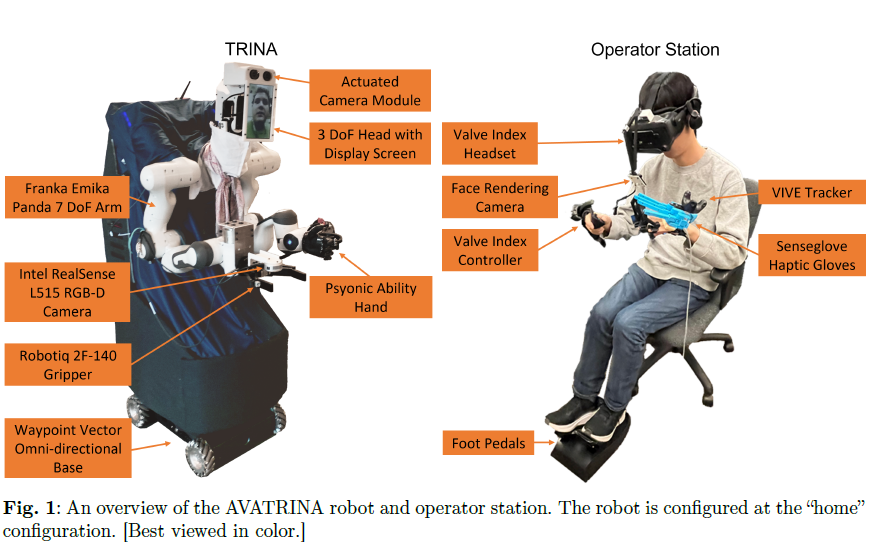 TRINA
Operator Station
Actuated
Camera Module
3 DoF Head with
Display Screen
Franka Emika
Panda 7 DoF Arm
Intel RealSense
L515 RGB-D
Camera
Psyonic Ability
Hand
Robotiq 2F-140
Gripper
Waypoint Vector
Omni-directional
Base
Valve Index
Headset
Face Rendering
Camera
Valve Index
Controller
VIVE Tracker
Senseglove
Haptic Gloves
Foot Pedals
Fig. 1: An overview of the AVATRINA robot and operator station. The robot is configured at the “home”
configuration. [Best viewed in color.]